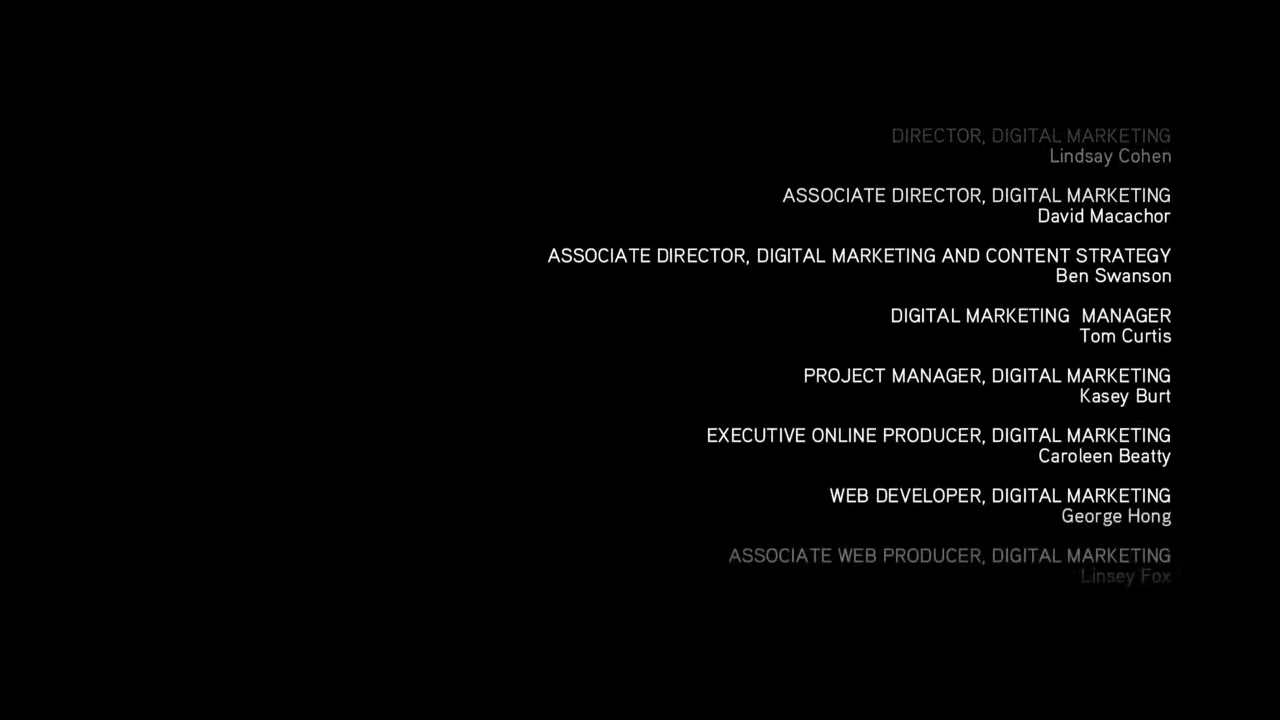 DIRECTOR, DIGITAL MARKETING
Lindsay Cohen
ASSOCIATE DIRECTOR, DIGITAL MARKETING
David Macachor
ASSOCIATE DIRECTOR, DIGITAL MARKETING AND CONTENT STRATEGY
Ben Swanson
DIGITAL MARKETING  MANAGER
Tom Curtis
PROJECT MANAGER, DIGITAL MARKETING
Kasey Burt
EXECUTIVE ONLINE PRODUCER, DIGITAL MARKETING
Caroleen Beatty
WEB DEVELOPER, DIGITAL MARKETING
George Hong
ASSOCIATE WEB PRODUCER, DIGITAL MARKETING
Linsey Fox